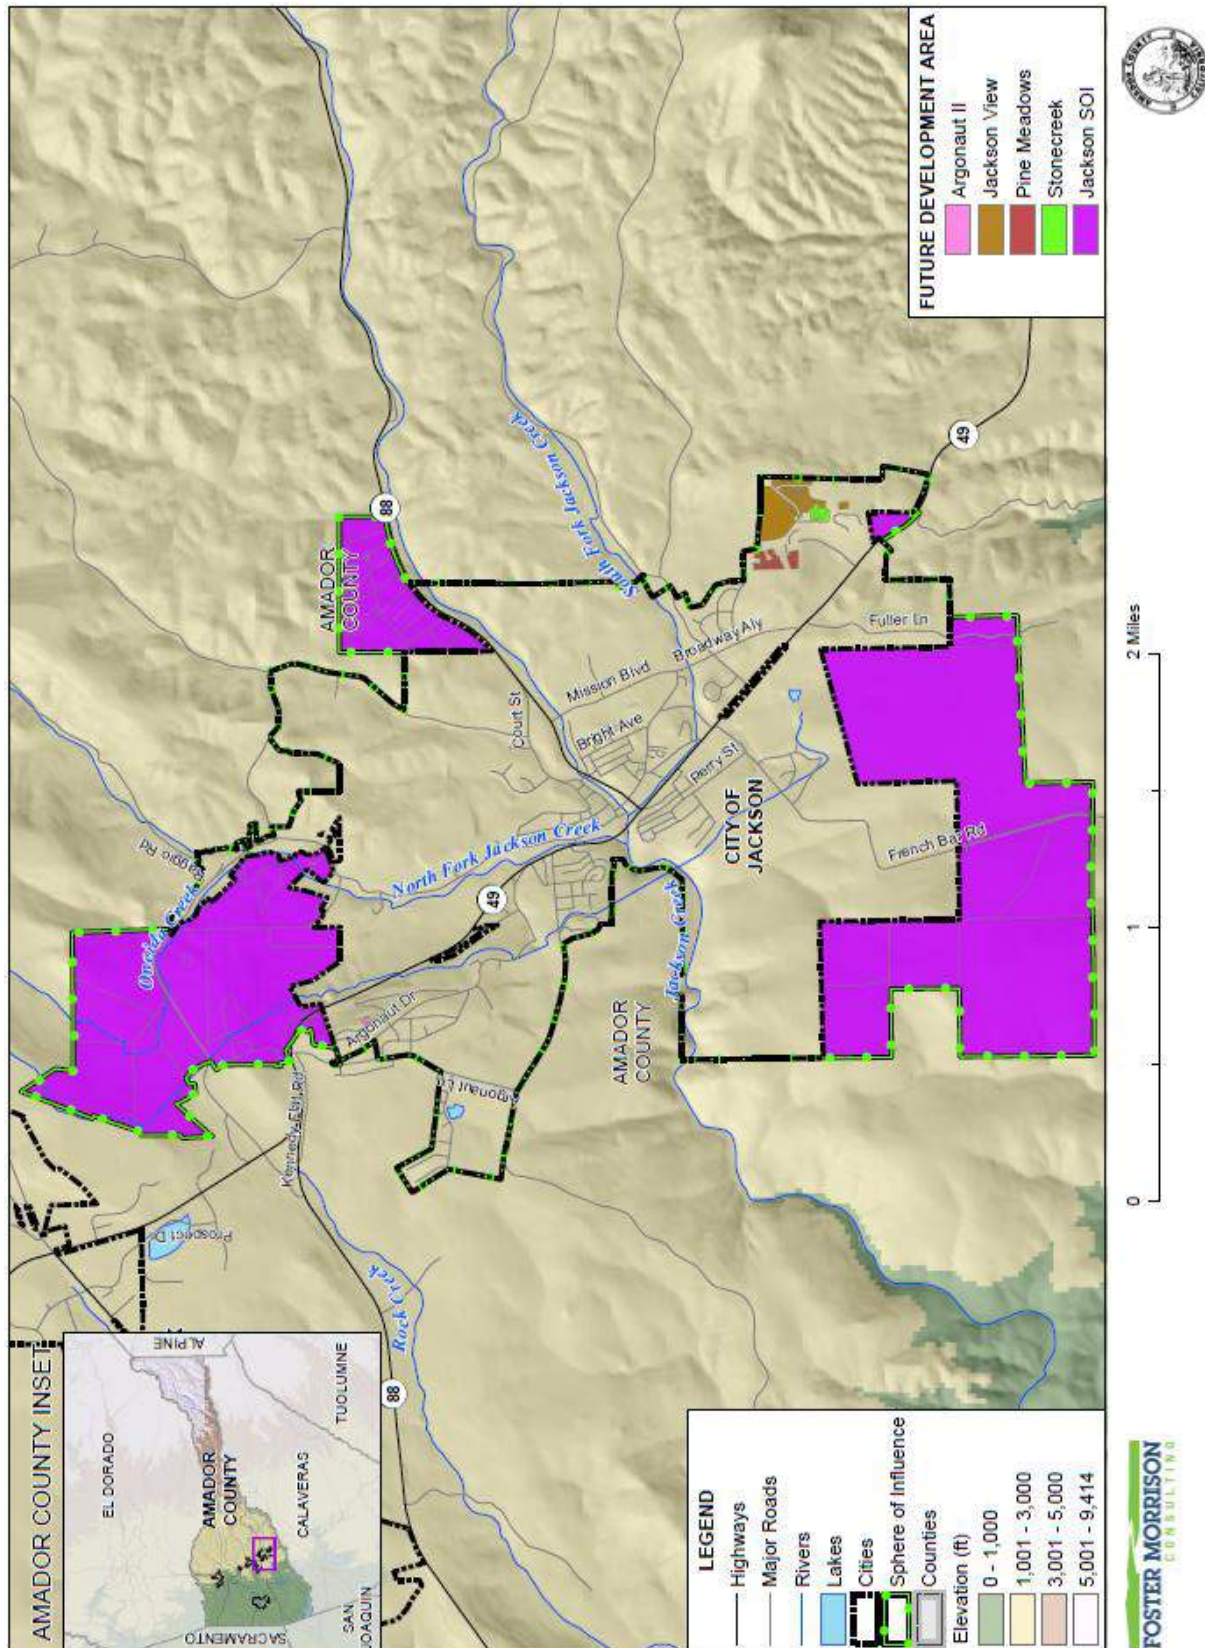 AMADOR COUNTY INSET
EL DORADO
ALPINE
AMADOR
COUNTY
SACRAMENTO
CALAVERAS
TUOLUMNE
SAN
JOAQUIN
Prospect Dr
Kennedy Flat Rd
Rock Creek
88
Oneida Creek
Raggio Rd
Argonaut Dr
Argonaut Ln
49
North Fork Jackson Creek
AMADOR
COUNTY
88
Court St
Mission Blvd
Bright Ave
Broadway Aly
South Fork Jackson Creek
Perry St
CITY OF
JACKSON
Jackson Creek
AMADOR
COUNTY
French Bar Rd
Fuller Ln
49
LEGEND
Highways
Major Roads
Rivers
Lakes
Cities
Sphere of Influence
Counties
Elevation (ft)
0 - 1,000
1,001 - 3,000
3,001 - 5,000
5,001 - 9,414
0
1
2 Miles
FUTURE DEVELOPMENT AREA
Argonaut II
Jackson View
Pine Meadows
Stonecreek
Jackson SOI
FOSTER MORRISON
CONSULTING
AMADOR COUNTY